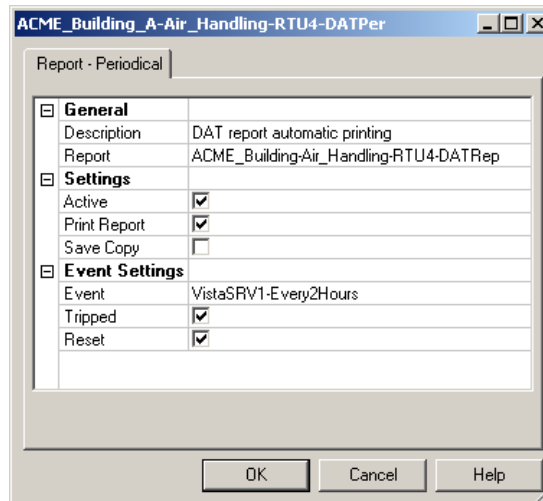 ACME_Building_A-Air_Handling-RTU4-DATPer
Report - Periodical
General
Description DAT report automatic printing
Report ACME_Building-Air_Handling-RTU4-DATRep
Settings
Active
Print Report
Save Copy
Event Settings
Event VistaSRV1-Every2Hours
Tripped
Reset
OK Cancel Help